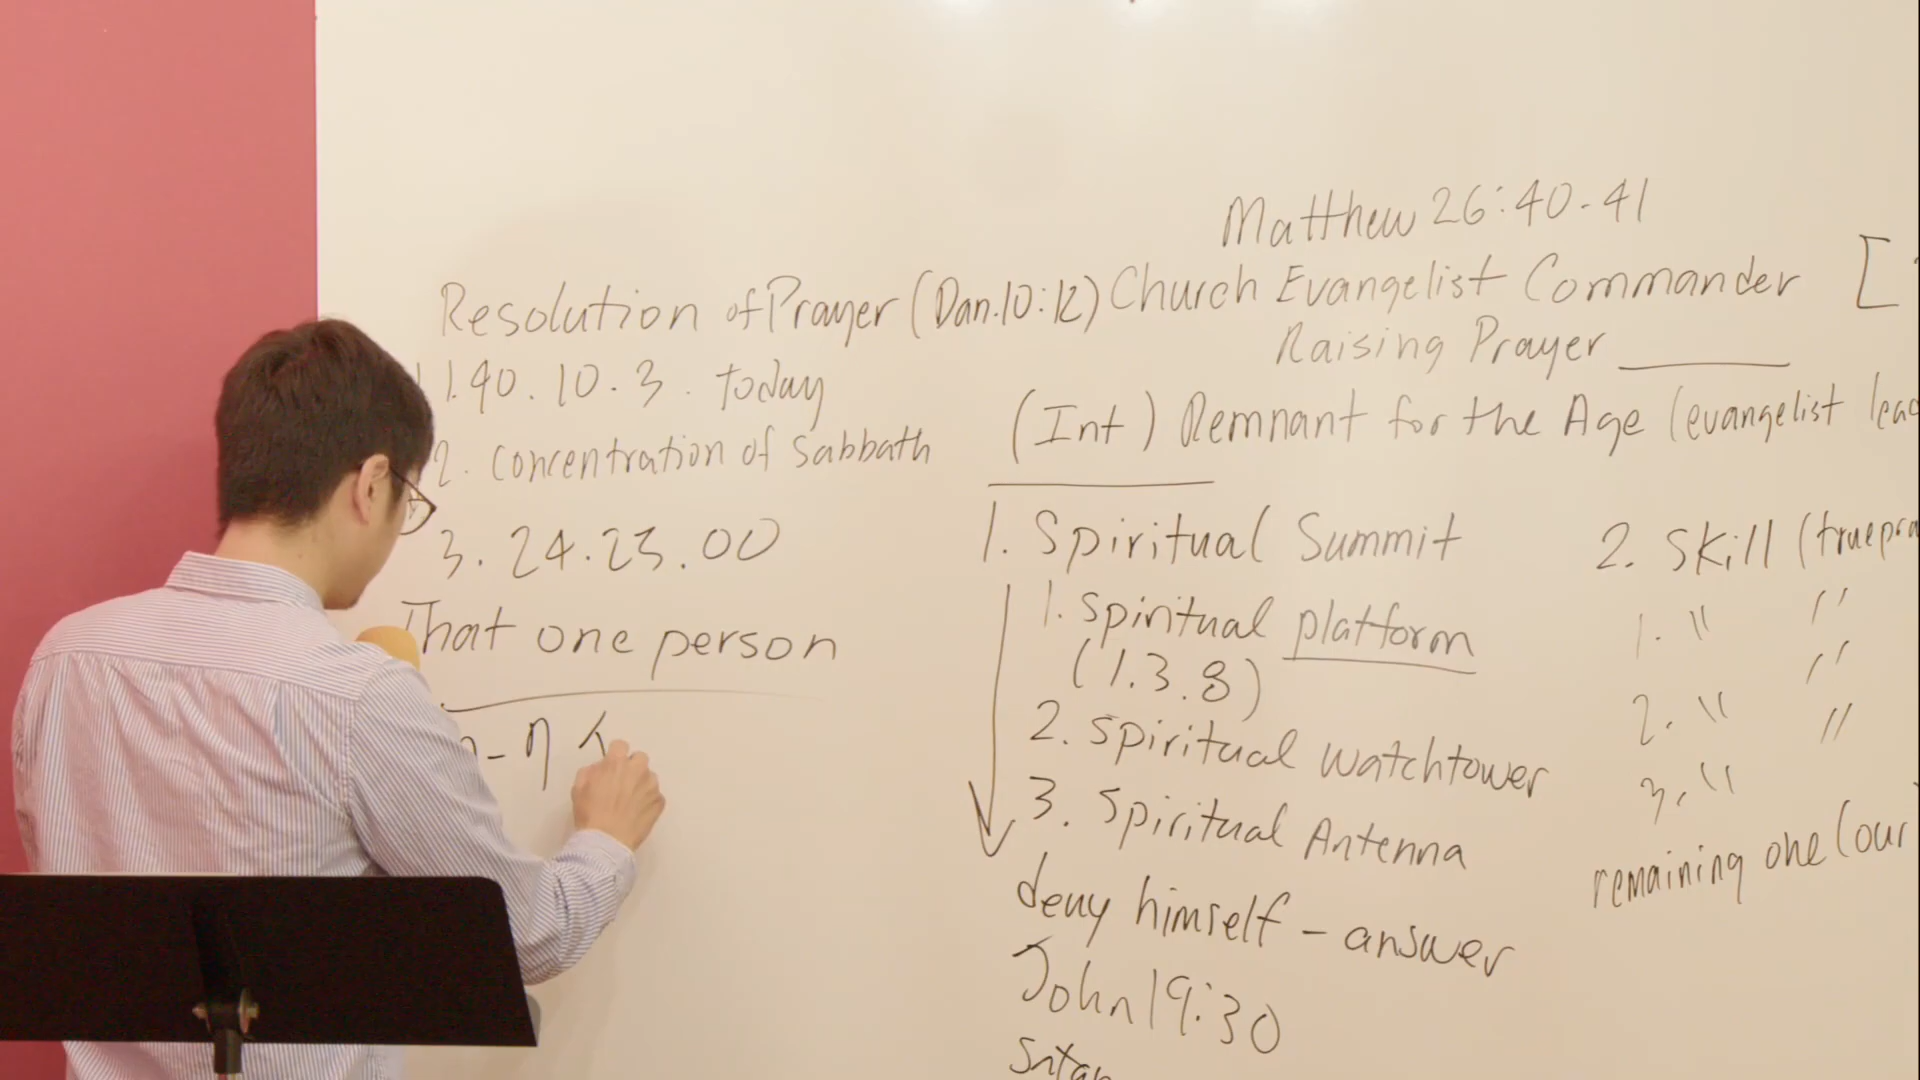 Matthew 26:40-41
Resolution of Prayer (Dan.10:12)
1.40.10.3. today
2. Concentration of Sabbath
3. 24.25.00
That one person
Church Evangelist Commander [
Raising Prayer
(Int) Remnant for the Age (evangelist
1. Spiritual Summit
1. Spiritual platform
(1.3.8)
2. Spiritual Watchtower
3. Spiritual Antenna
deny himself - answer
John 19:30
Satan
2. Skill (true
1. " "
2. " "
3. " "
remaining one (our